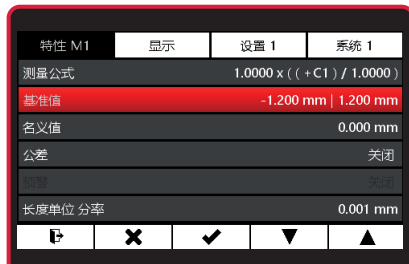 特性 M1 显示 设置 1 系统 1
测量公式 1.0000 x ( ( +C1 ) / 1.0000 )
基准值 -1.200 mm | 1.200 mm
名义值 0.000 mm
公差 关闭
预警 关闭
长度单位 分率 0.001 mm